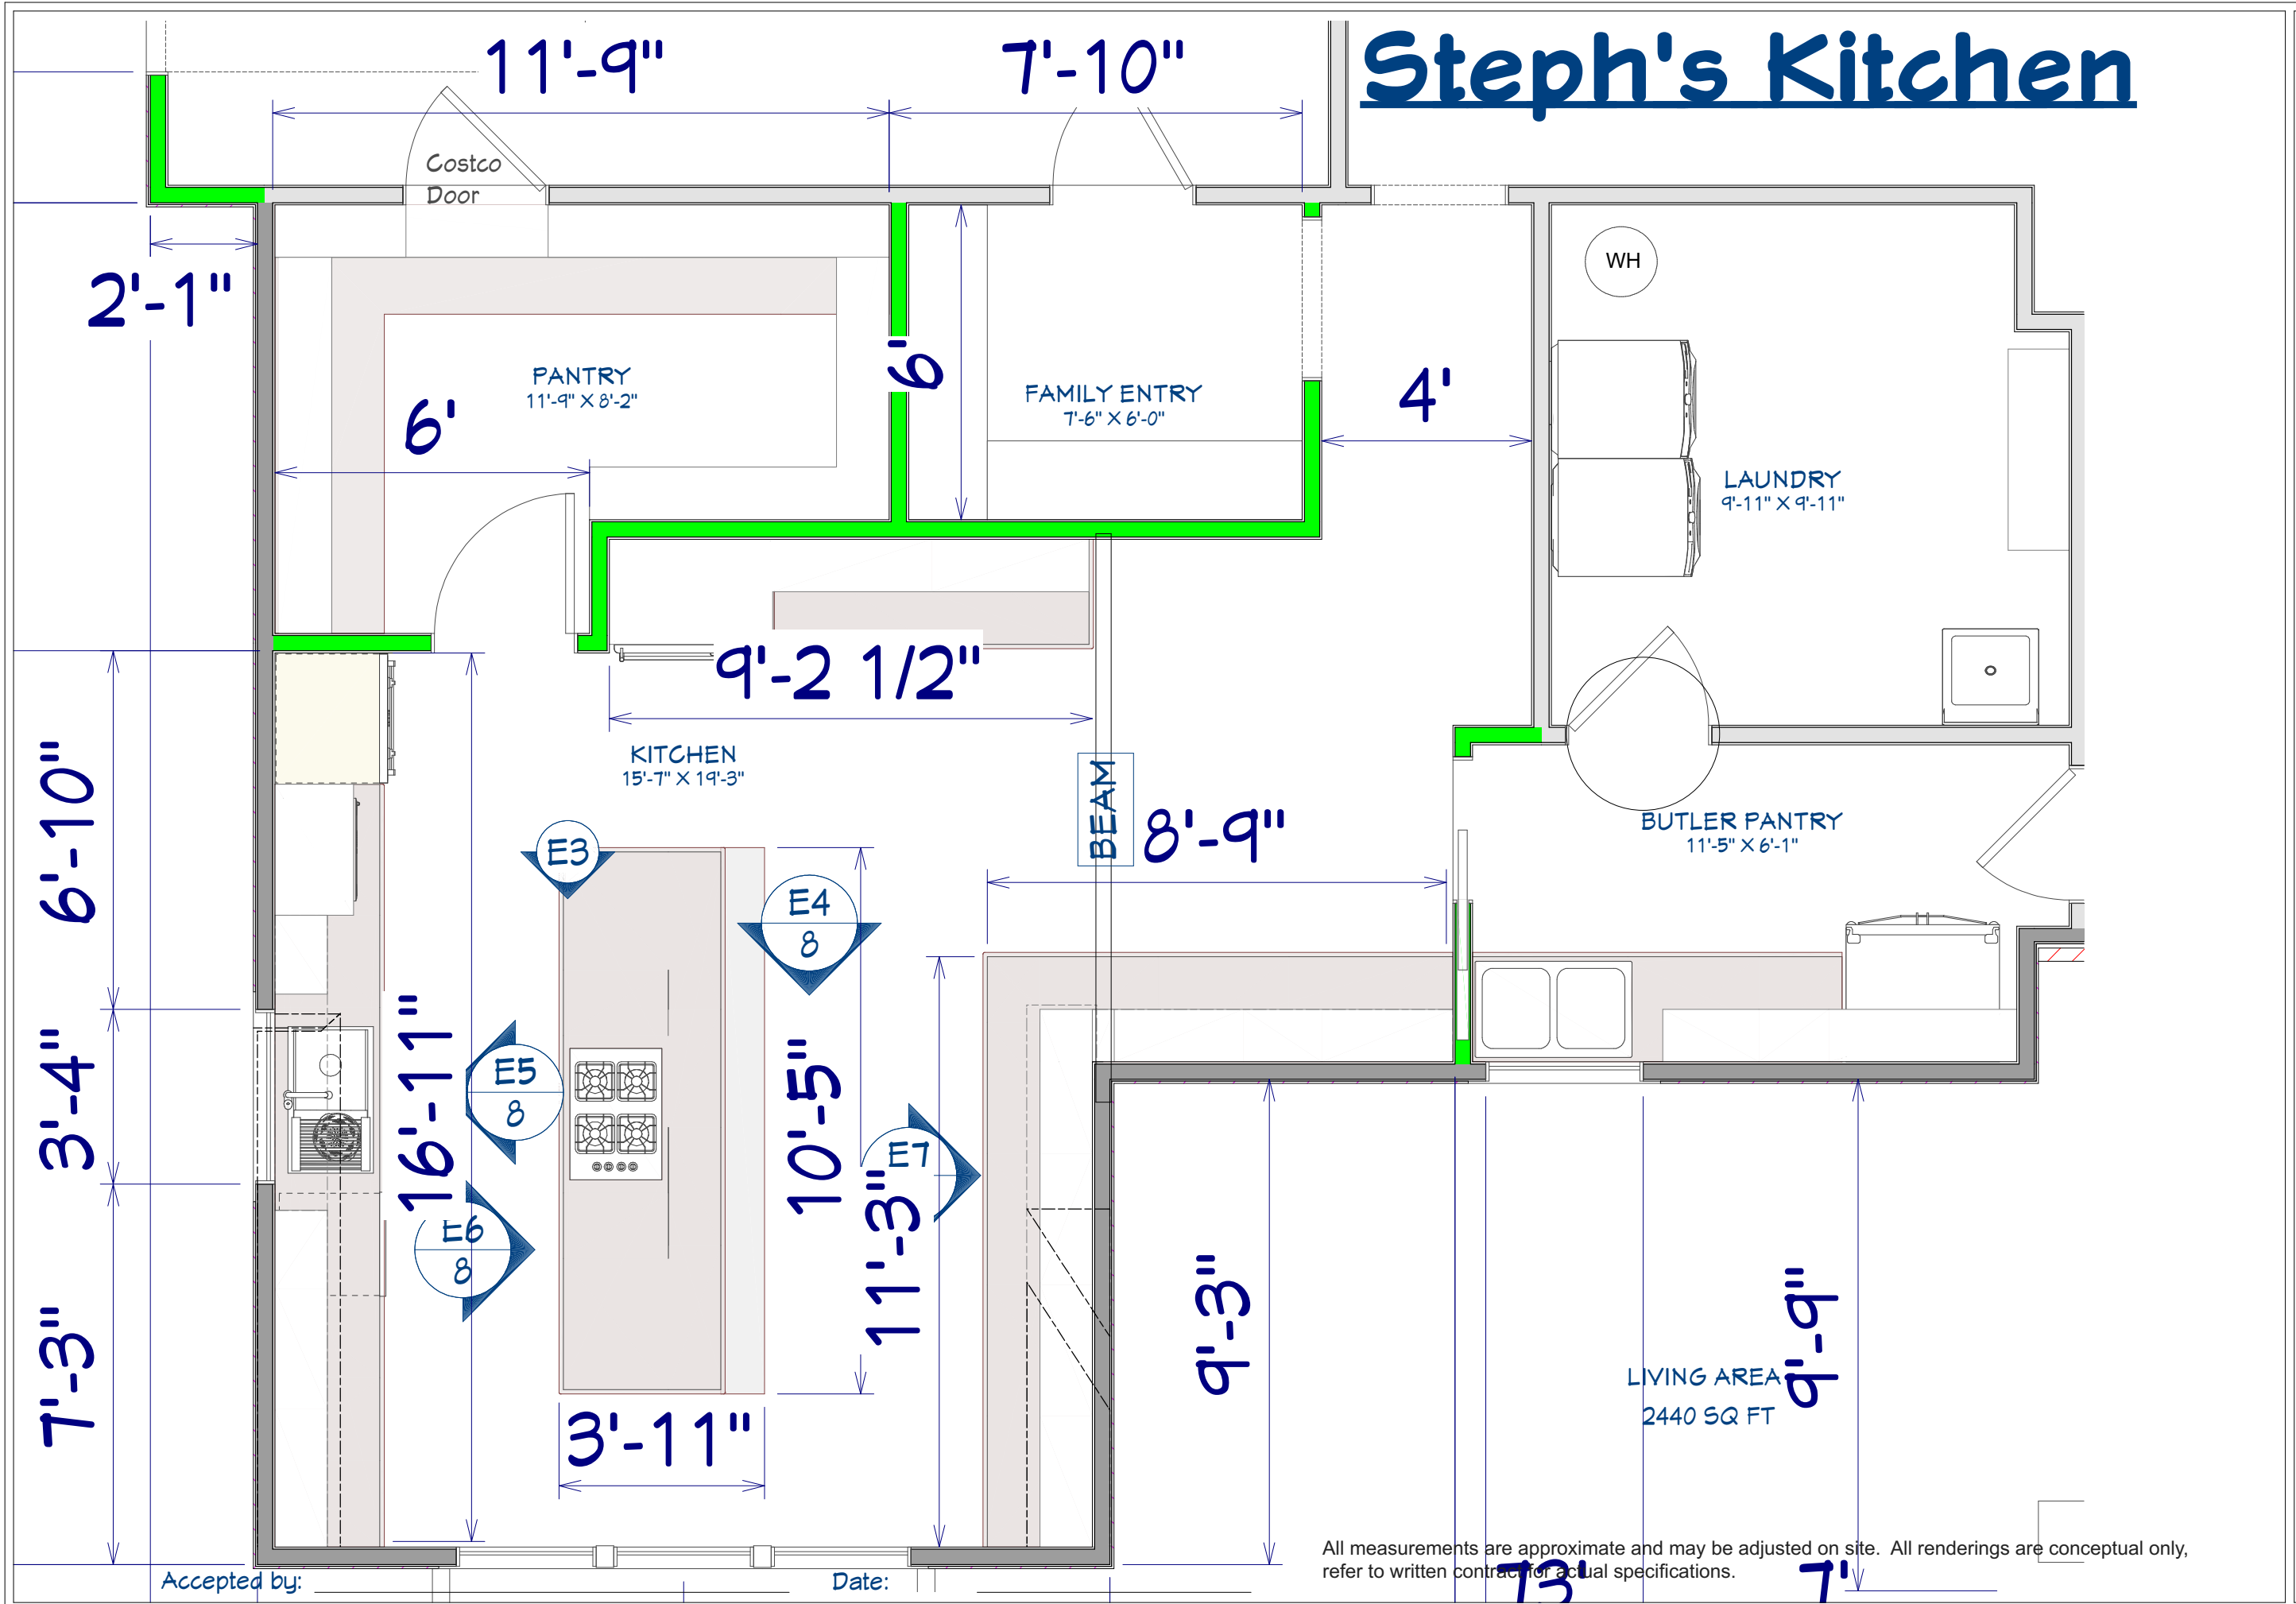 Steph's Kitchen
11'-9"
7'-10"
Costco
Door
2'-1"
WH
PANTRY
11'-9" X 8'-2"
6'
6'
FAMILY ENTRY
7'-6" X 6'-0"
4'
LAUNDRY
9'-11" X 9'-11"
9'-2 1/2"
KITCHEN
15'-7" X 19'-3"
BEAM
8'-9"
BUTLER PANTRY
11'-5" X 6'-1"
6'-10"
E3
E4
8
3'-4"
16'-11"
E5
8
10'-5"
E7
11'-3"
E6
8
7'-3"
9'-3"
9'-9"
LIVING AREA
2440 SQ FT
3'-11"
All measurements are approximate and may be adjusted on site. All renderings are conceptual only,
refer to written contract for actual specifications.
73'
7'
Accepted by:
Date: